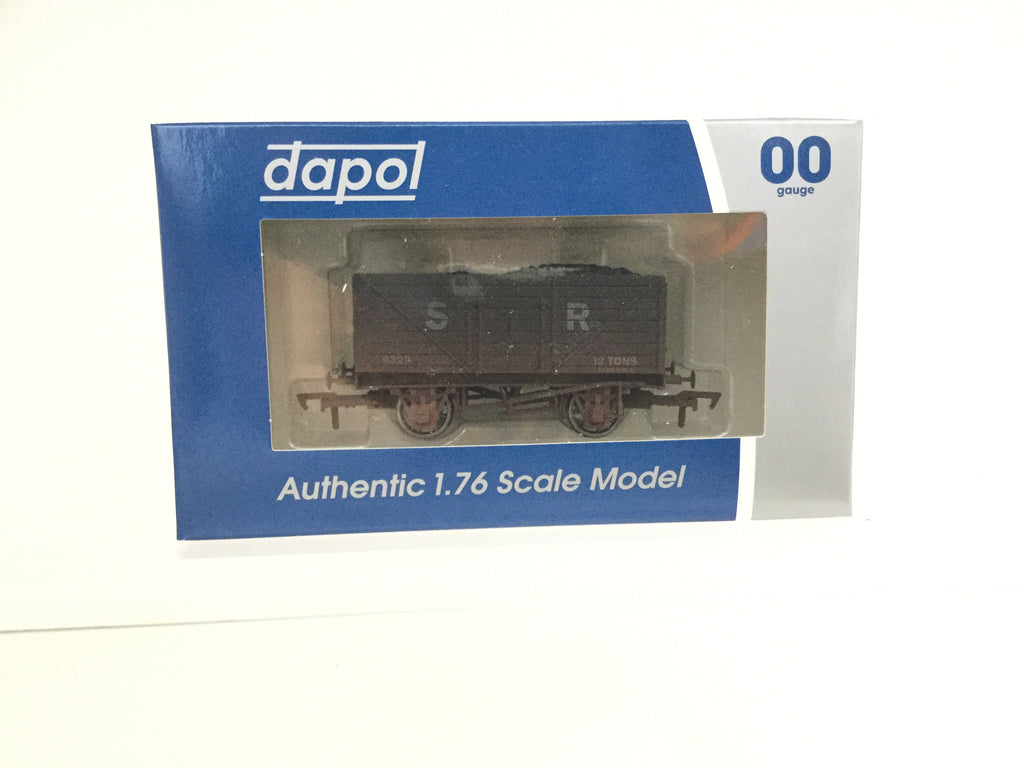 dapol
00
gauge
S R
12 TONS
Authentic 1.76 Scale Model